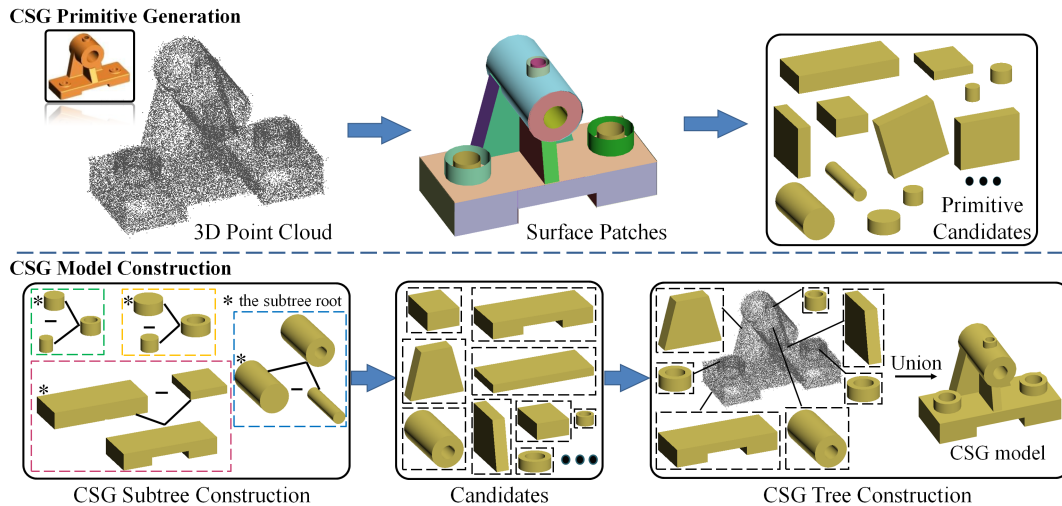 CSG Primitive Generation
3D Point Cloud
Surface Patches
Primitive
Candidates
CSG Model Construction
* the subtree root
*
*
*
*
Union
CSG model
CSG Subtree Construction
Candidates
CSG Tree Construction